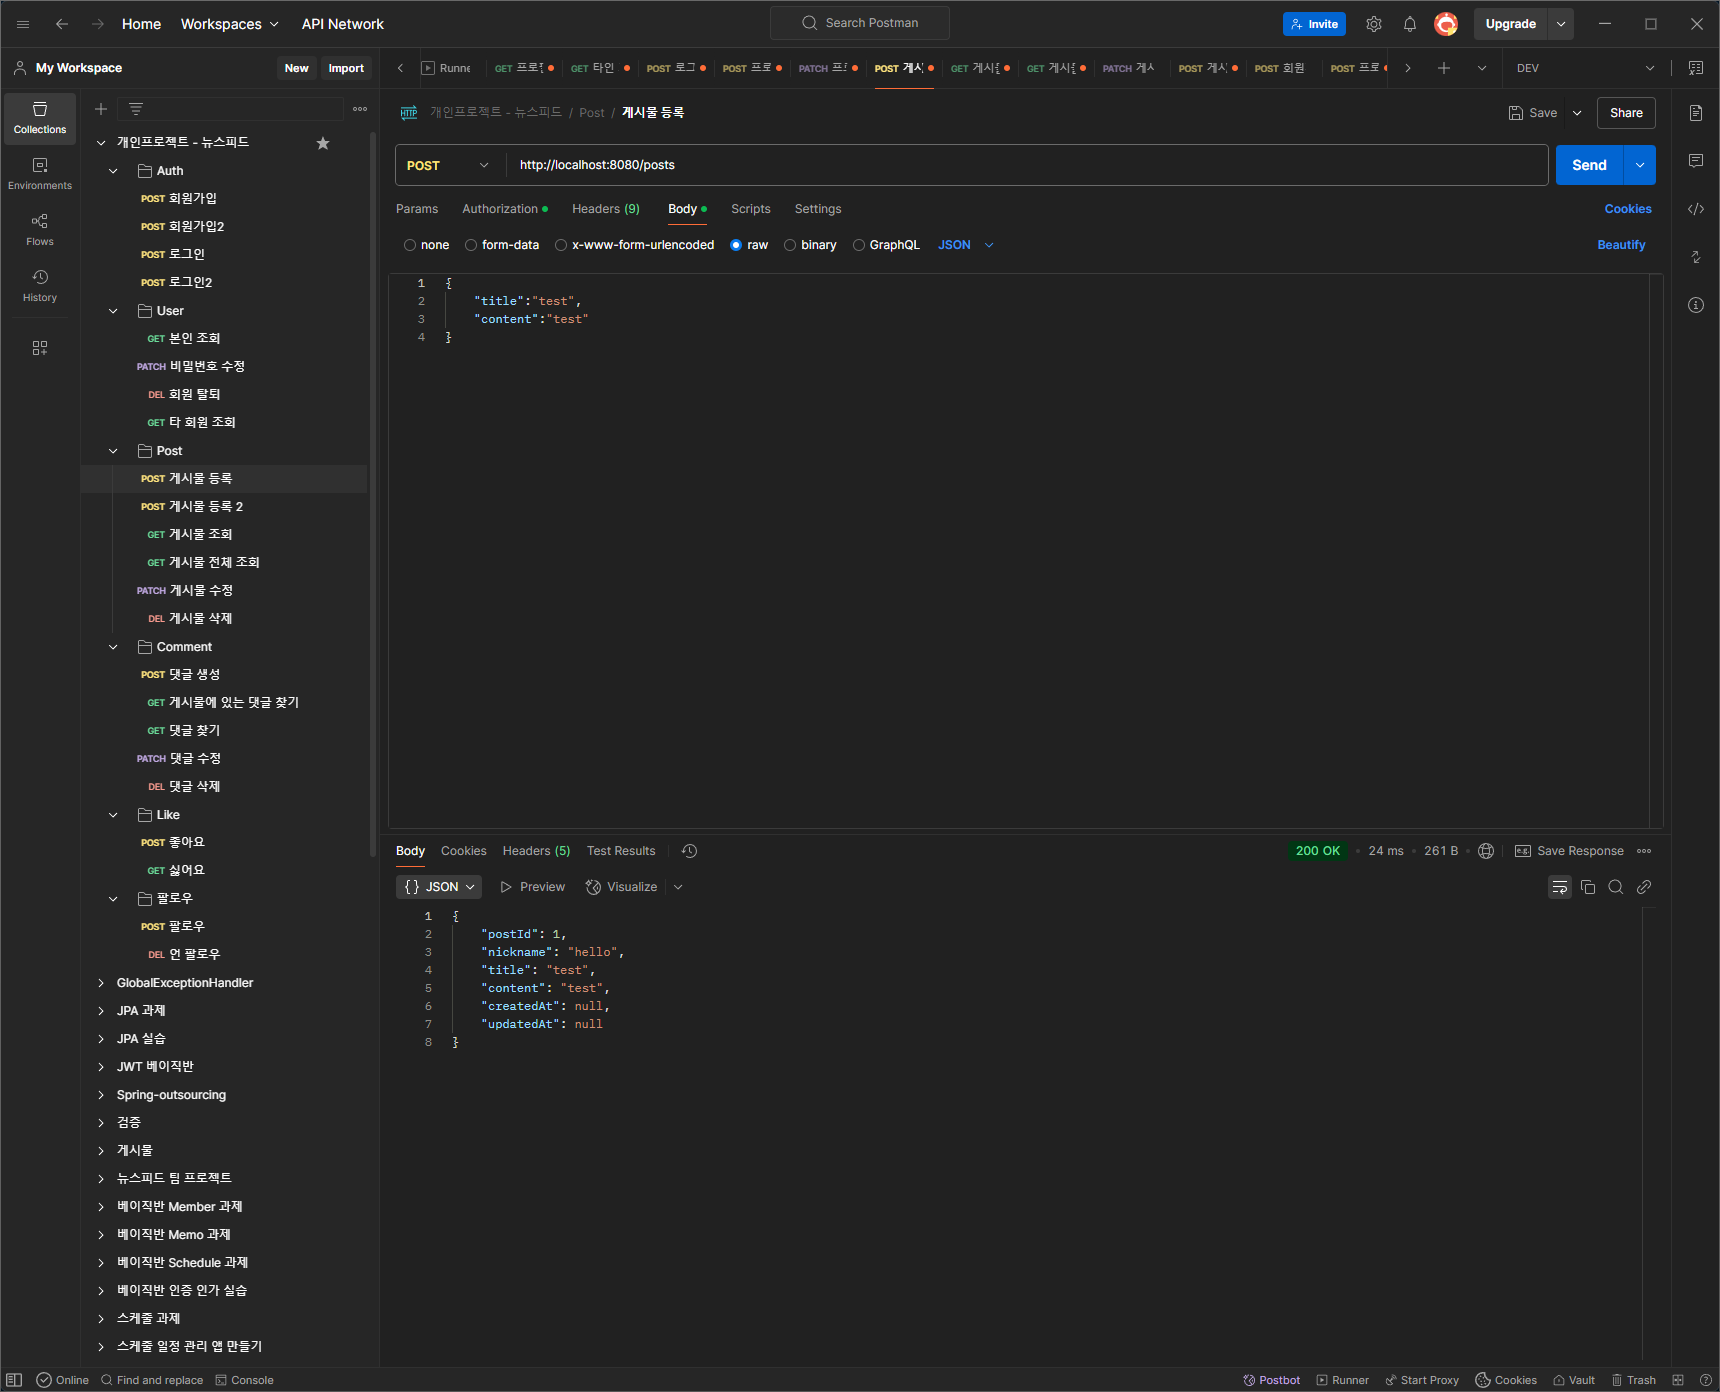 Home
Workspaces
API Network
Search Postman
Invite
Upgrade
My Workspace
New
Import
Runne
GET 프로필
GET 타인
POST 로그
POST 프로
PATCH 프로
POST 게시
GET 게시물
GET 게시물
PATCH 게시
POST 게시
POST 회원
POST 프로
DEV
Collections
Environments
Flows
History
개인프로젝트 - 뉴스피드
Auth
POST 회원가입
POST 회원가입2
POST 로그인
POST 로그인2
User
GET 본인 조회
PATCH 비밀번호 수정
DEL 회원 탈퇴
GET 타 회원 조회
Post
POST 게시물 등록
POST 게시물 등록 2
GET 게시물 조회
GET 게시물 전체 조회
PATCH 게시물 수정
DEL 게시물 삭제
Comment
POST 댓글 생성
GET 게시물에 있는 댓글 찾기
GET 댓글 찾기
PATCH 댓글 수정
DEL 댓글 삭제
Like
POST 좋아요
GET 싫어요
팔로우
POST 팔로우
DEL 언 팔로우
GlobalExceptionHandler
JPA 과제
JPA 실습
JWT 베이직반
Spring-outsourcing
검증
게시물
뉴스피드 팀 프로젝트
베이직반 Member 과제
베이직반 Memo 과제
베이직반 Schedule 과제
베이직반 인증 인가 실습
스케줄 과제
스케줄 일정 관리 앱 만들기
HTTP 개인프로젝트 - 뉴스피드 / Post / 게시물 등록
Save
Share
POST
http://localhost:8080/posts
Send
Params
Authorization
Headers (9)
Body
Scripts
Settings
Cookies
none
form-data
x-www-form-urlencoded
raw
binary
GraphQL
JSON
Beautify
1 {
2 "title":"test",
3 "content":"test"
4 }
Body
Cookies
Headers (5)
Test Results
200 OK
24 ms
261 B
e.g. Save Response
{} JSON
Preview
Visualize
1 {
2 "postId": 1,
3 "nickname": "hello",
4 "title": "test",
5 "content": "test",
6 "createdAt": null,
7 "updatedAt": null
8 }
Online
Find and replace
Console
Postbot
Runner
Start Proxy
Cookies
Vault
Trash